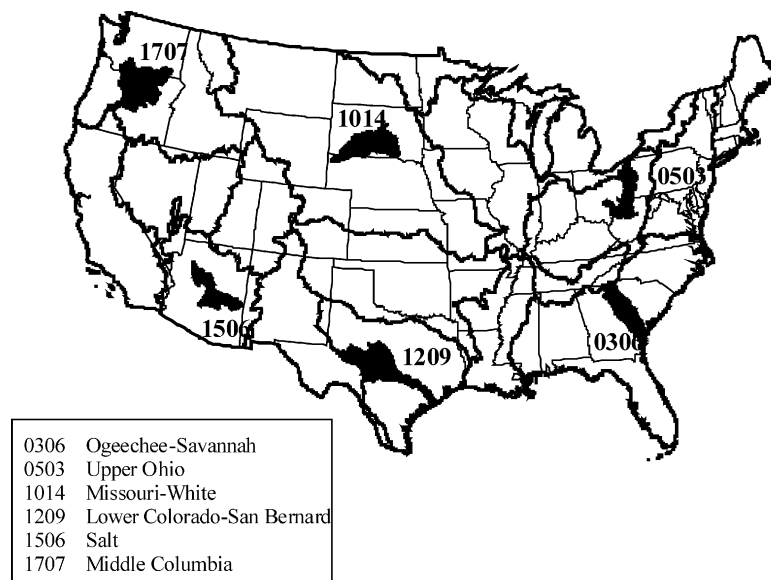 1707
1014
0503
1506
1209
0306
0306 Ogeechee-Savannah
0503 Upper Ohio
1014 Missouri-White
1209 Lower Colorado-San Bernard
1506 Salt
1707 Middle Columbia